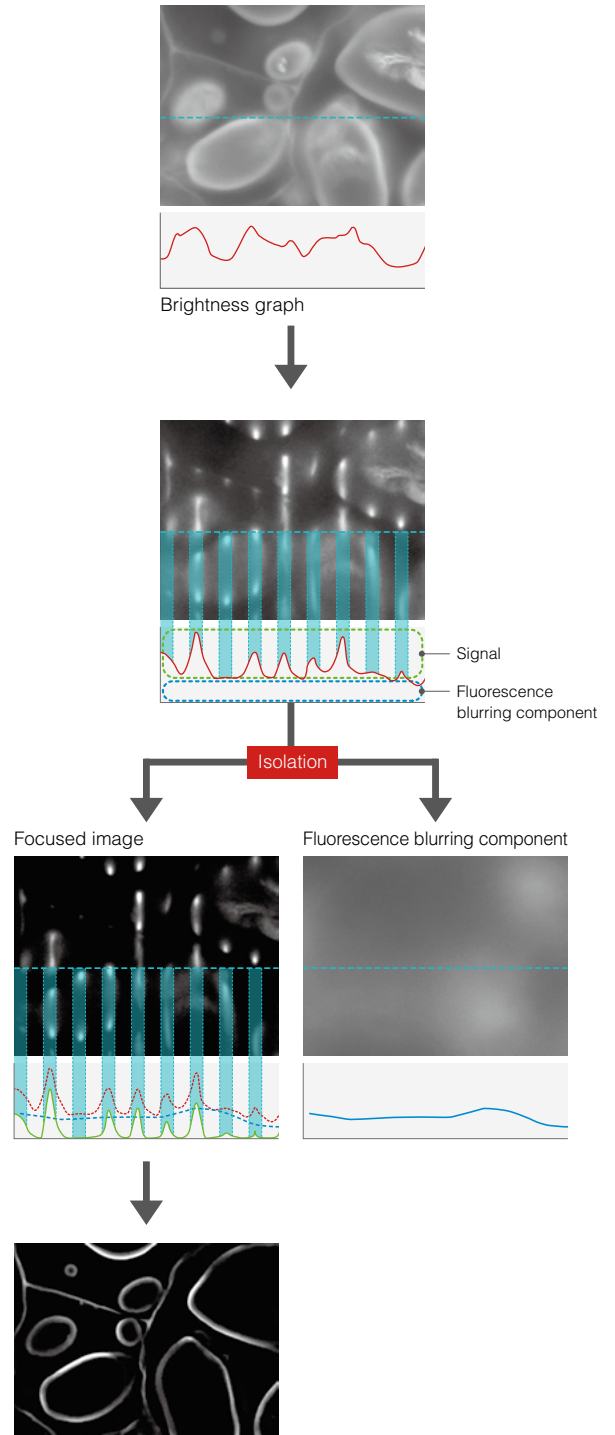 Brightness graph
Signal
Fluorescence
blurring component
Isolation
Focused image
Fluorescence blurring component